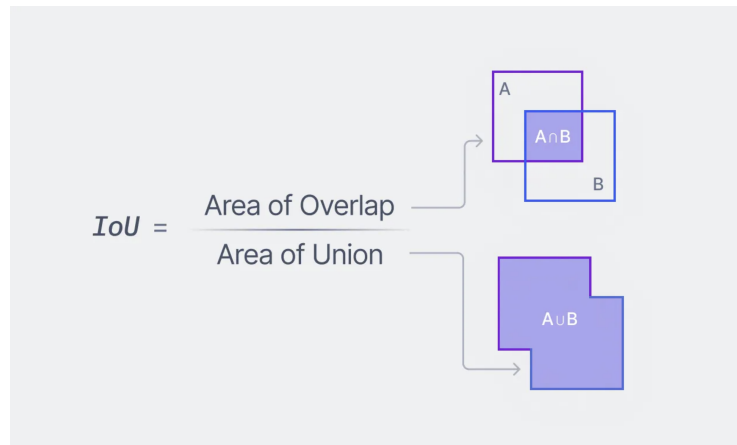 IoU =
Area of Overlap
Area of Union
A
A∩B
B
A∪B